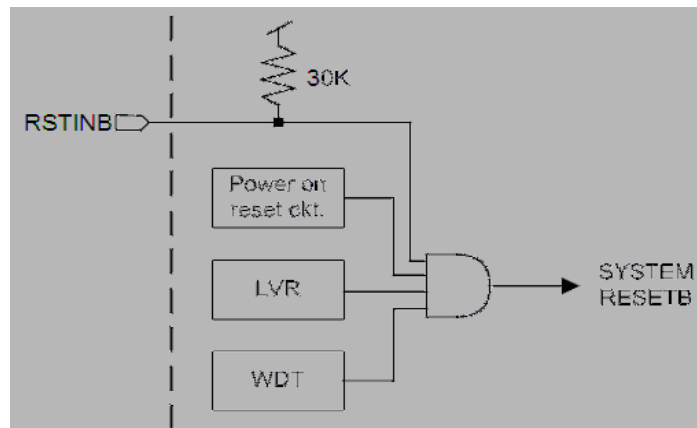 30K
RSTINB
Power on
reset ckt.
LVR
SYSTEM
RESETB
WDT